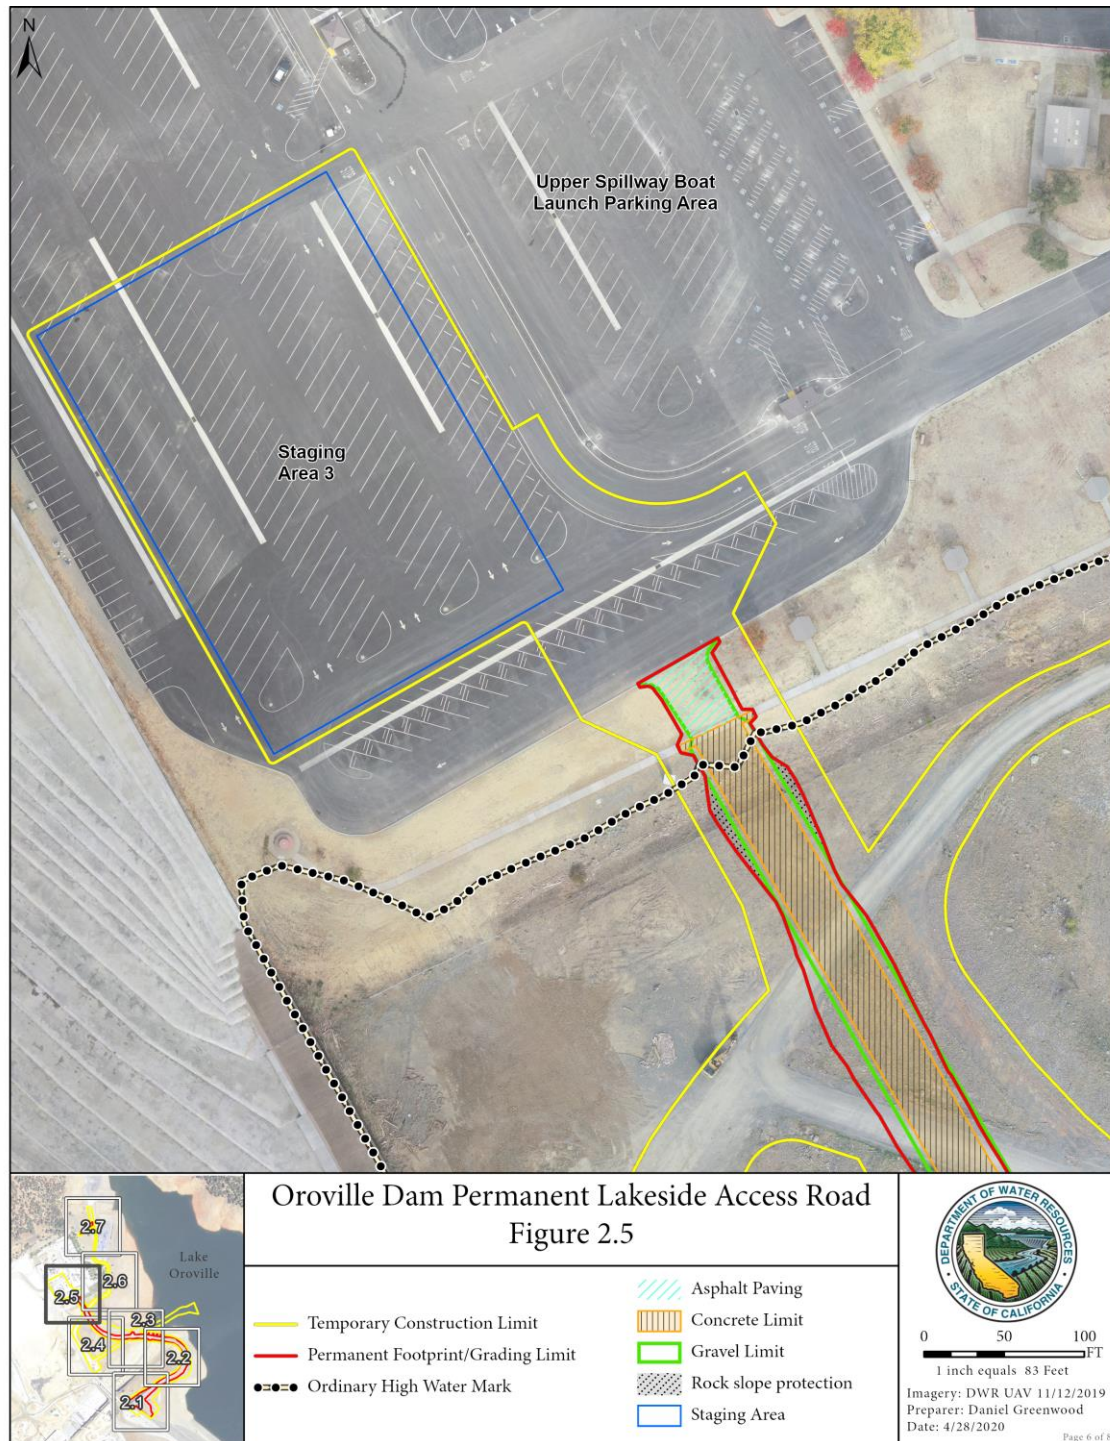 N
Upper Spillway Boat
Launch Parking Area
Staging
Area 3
2.7
Lake
Oroville
2.6
2.5
2.3
2.4
2.2
2.1
Oroville Dam Permanent Lakeside Access Road
Figure 2.5
Temporary Construction Limit
Permanent Footprint/Grading Limit
Ordinary High Water Mark
Asphalt Paving
Concrete Limit
Gravel Limit
Rock slope protection
Staging Area
DEPARTMENT OF WATER RESOURCES
STATE OF CALIFORNIA
0 50 100
FT
1 inch equals 83 Feet
Imagery: DWR UAV 11/12/2019
Preparer: Daniel Greenwood
Date: 4/28/2020
Page 6 of 8